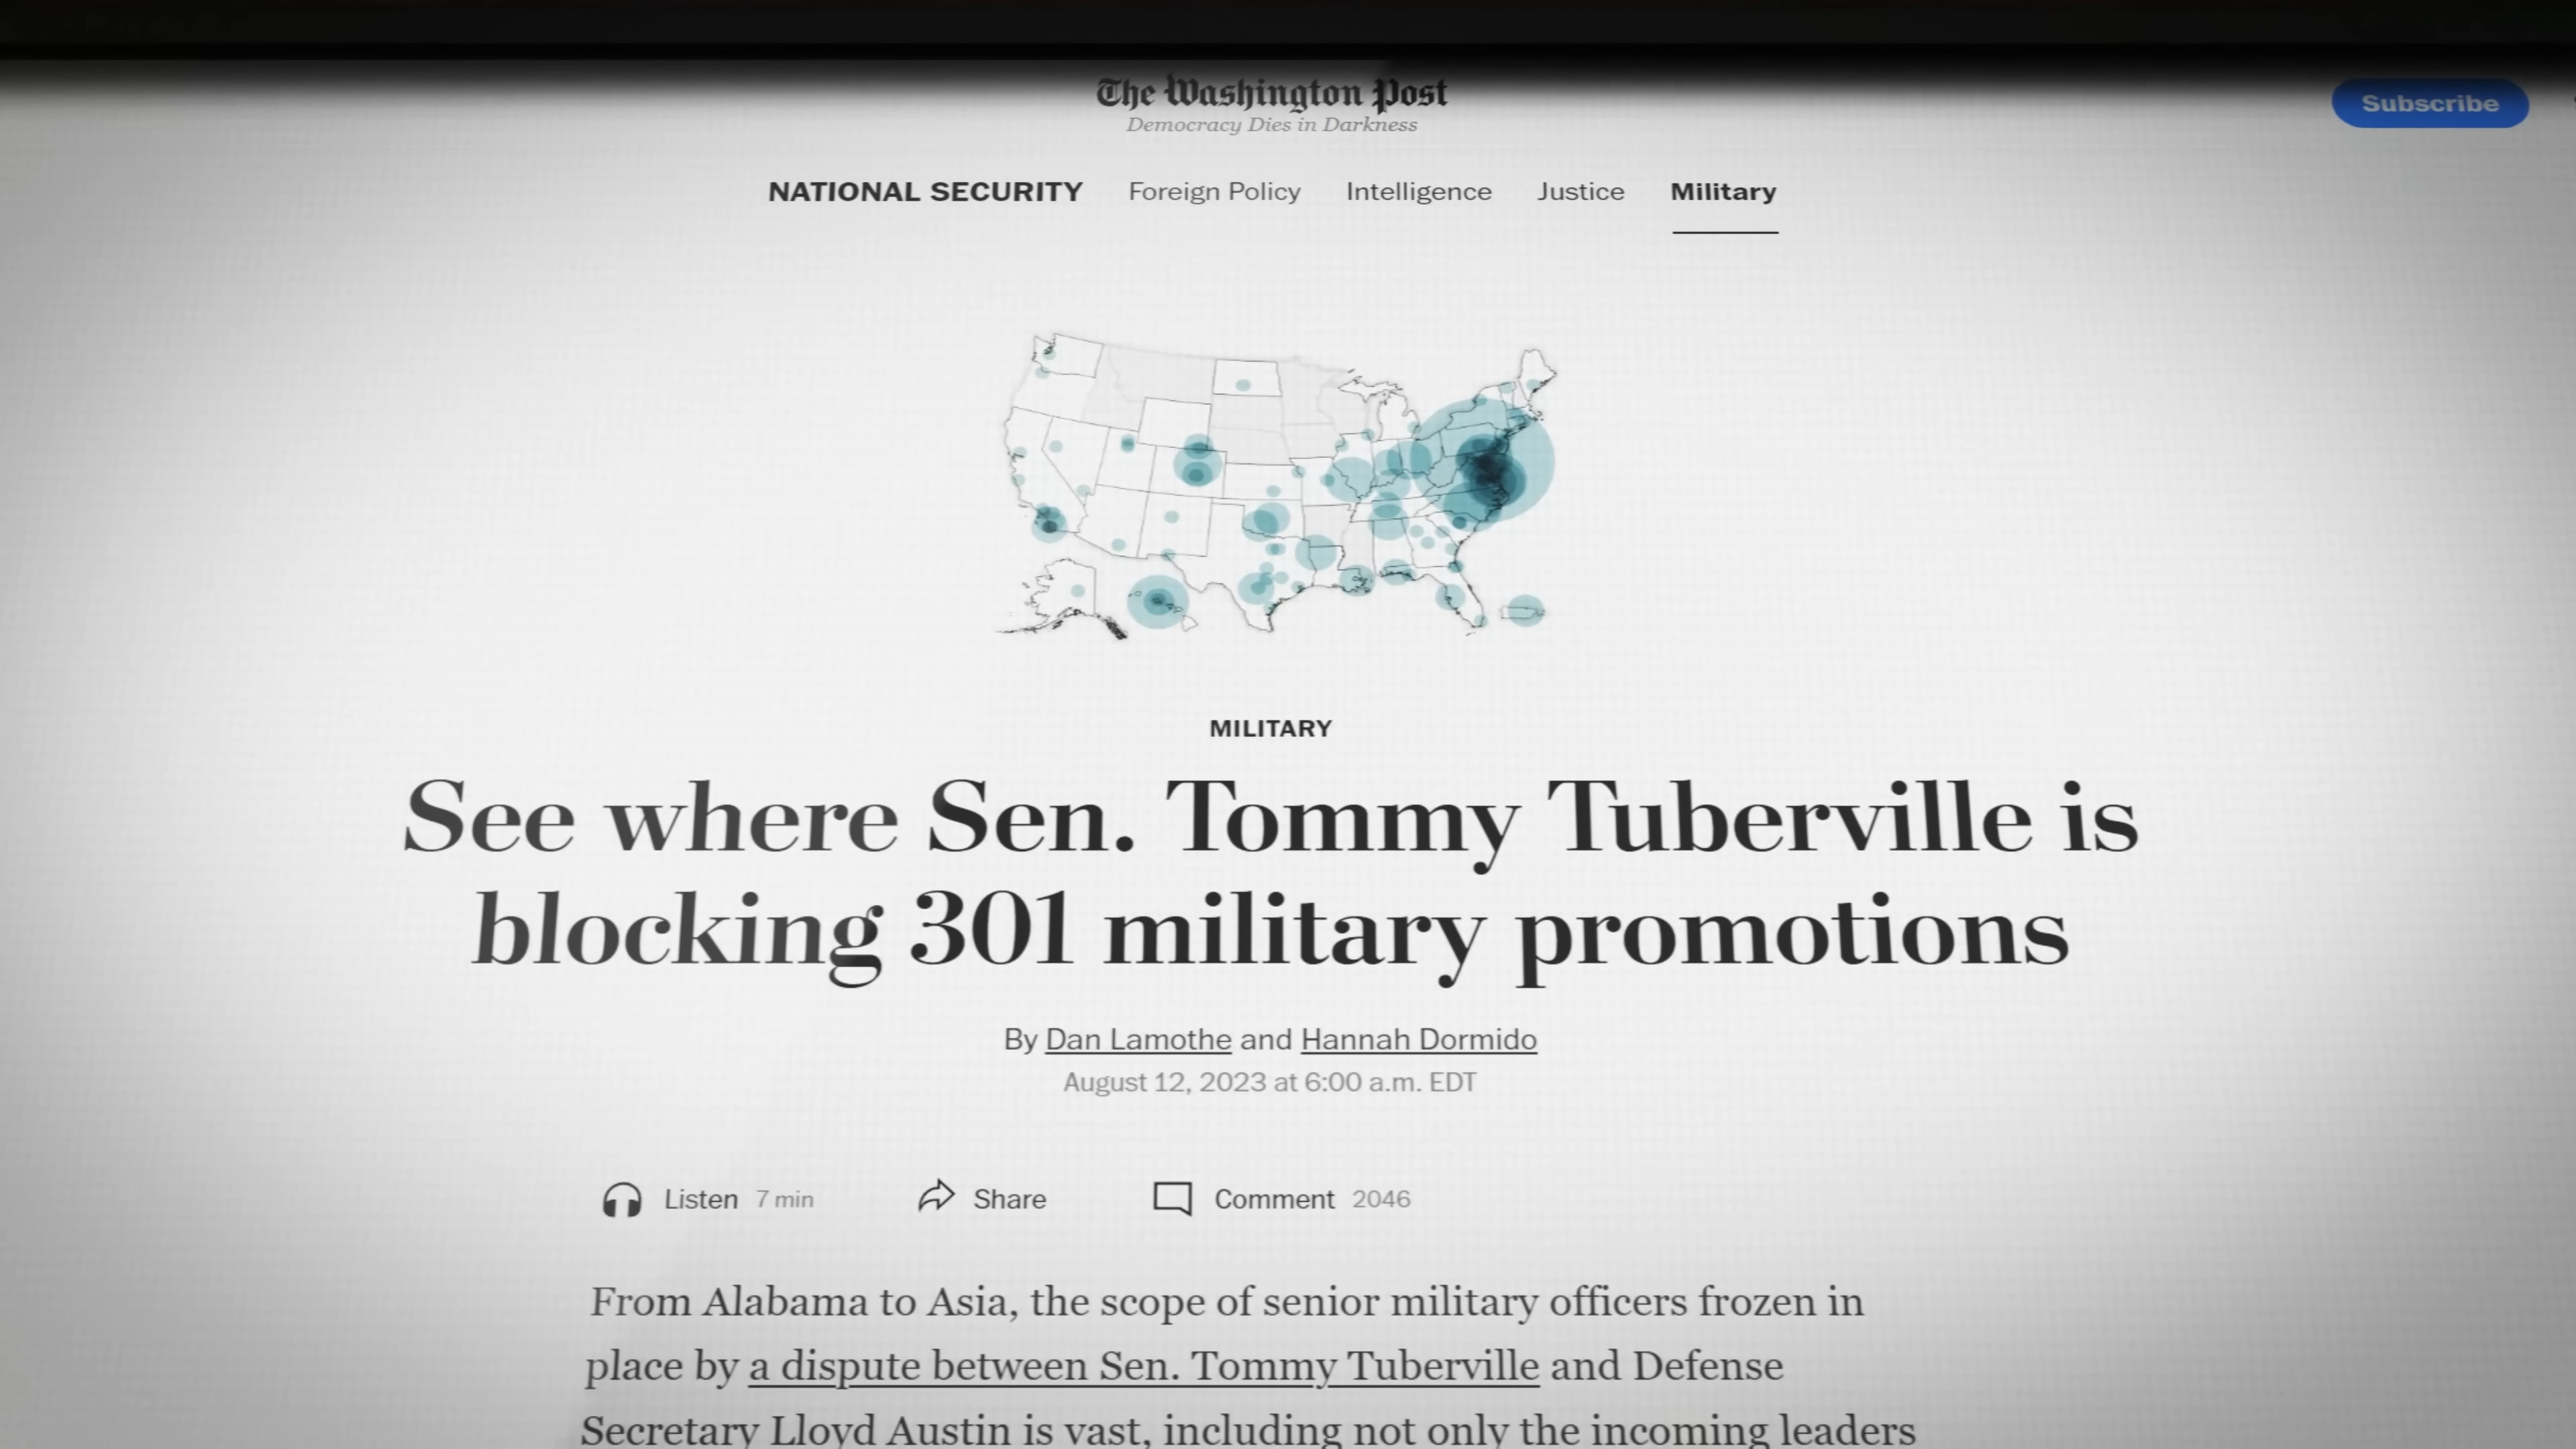 The Washington Post
Democracy Dies in Darkness
Subscribe
NATIONAL SECURITY Foreign Policy Intelligence Justice Military
MILITARY
See where Sen. Tommy Tuberville is
blocking 301 military promotions
By Dan Lamothe and Hannah Dormido
August 12, 2023 at 6:00 a.m. EDT
Listen 7 min Share Comment 2046
From Alabama to Asia, the scope of senior military officers frozen in
place by a dispute between Sen. Tommy Tuberville and Defense
Secretary Lloyd Austin is vast, including not only the incoming leaders